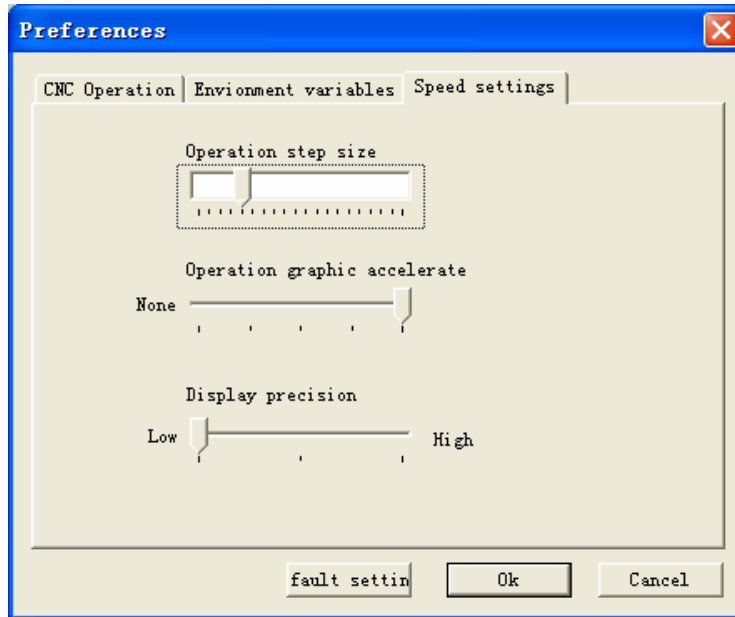 Preferences
CNC Operation
Envionment variables
Speed settings
Operation step size
Operation graphic accelerate
None
Display precision
Low
High
fault settin
Ok
Cancel